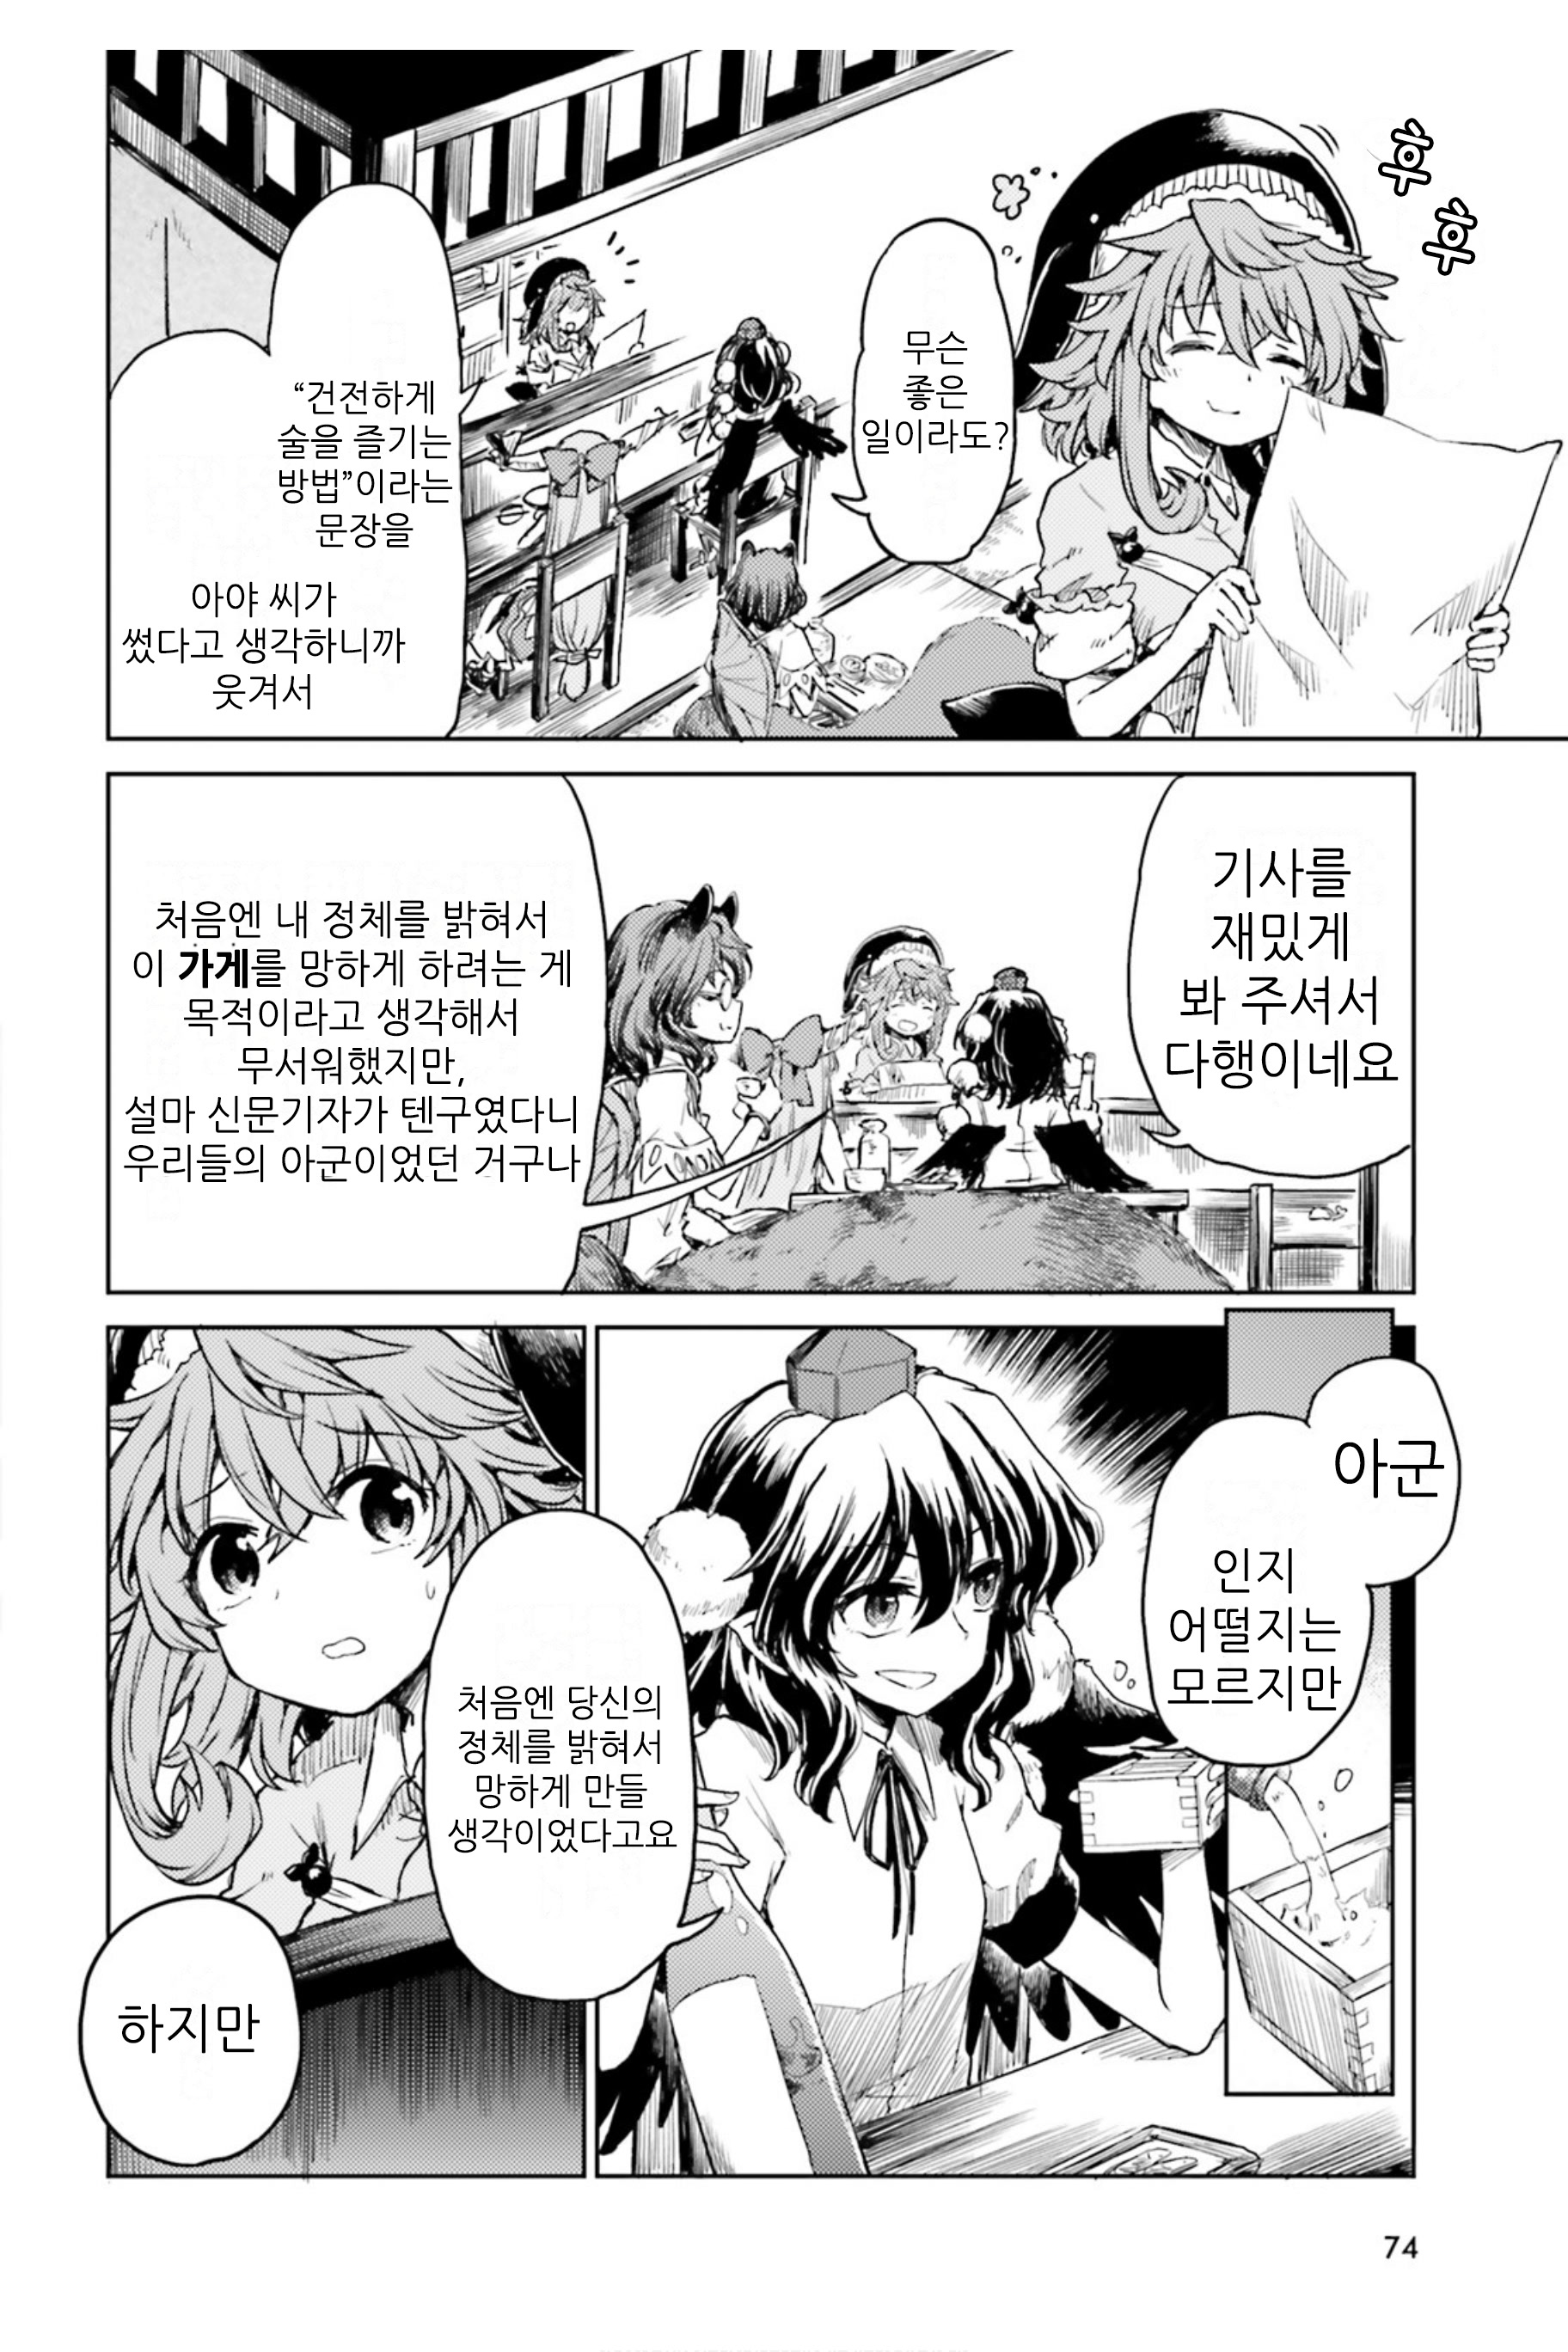 후
후
무슨
좋은
일이라도?
“건전하게
술을 즐기는
방법”이라는
문장을
아야 씨가
썼다고 생각하니까
웃겨서
기사를
재밌게
봐 주셔서
다행이네요
처음엔 내 정체를 밝혀서
이 가게를 망하게 하려는 게
목적이라고 생각해서
무서워했지만,
설마 신문기자가 텐구였다니
우리들의 아군이었던 거구나
아군
인지
어떨지는
모르지만
처음엔 당신의
정체를 밝혀서
망하게 만들
생각이었다고요
하지만
74